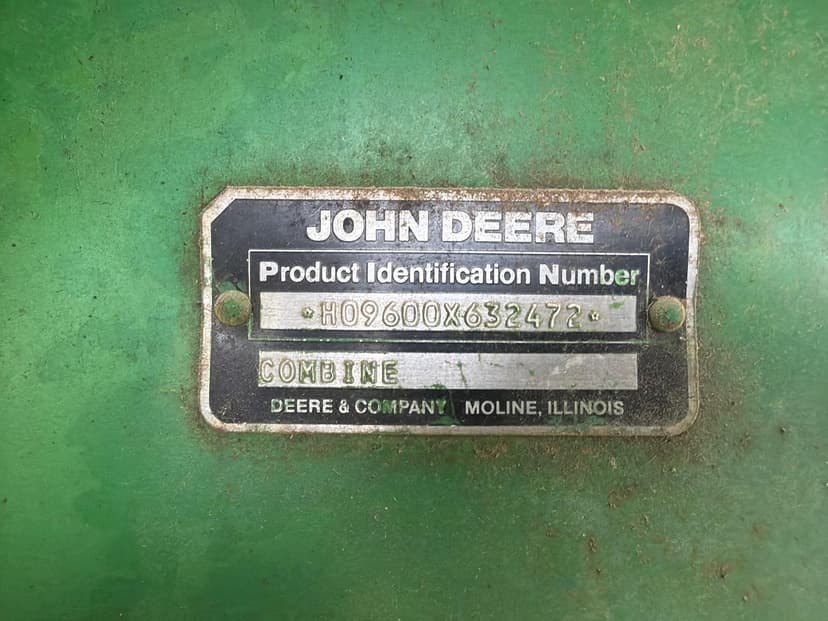 JOHN DEERE
Product Identification Number
*H09600X632472*
COMBINE
DEERE & COMPANY MOLINE, ILLINOIS